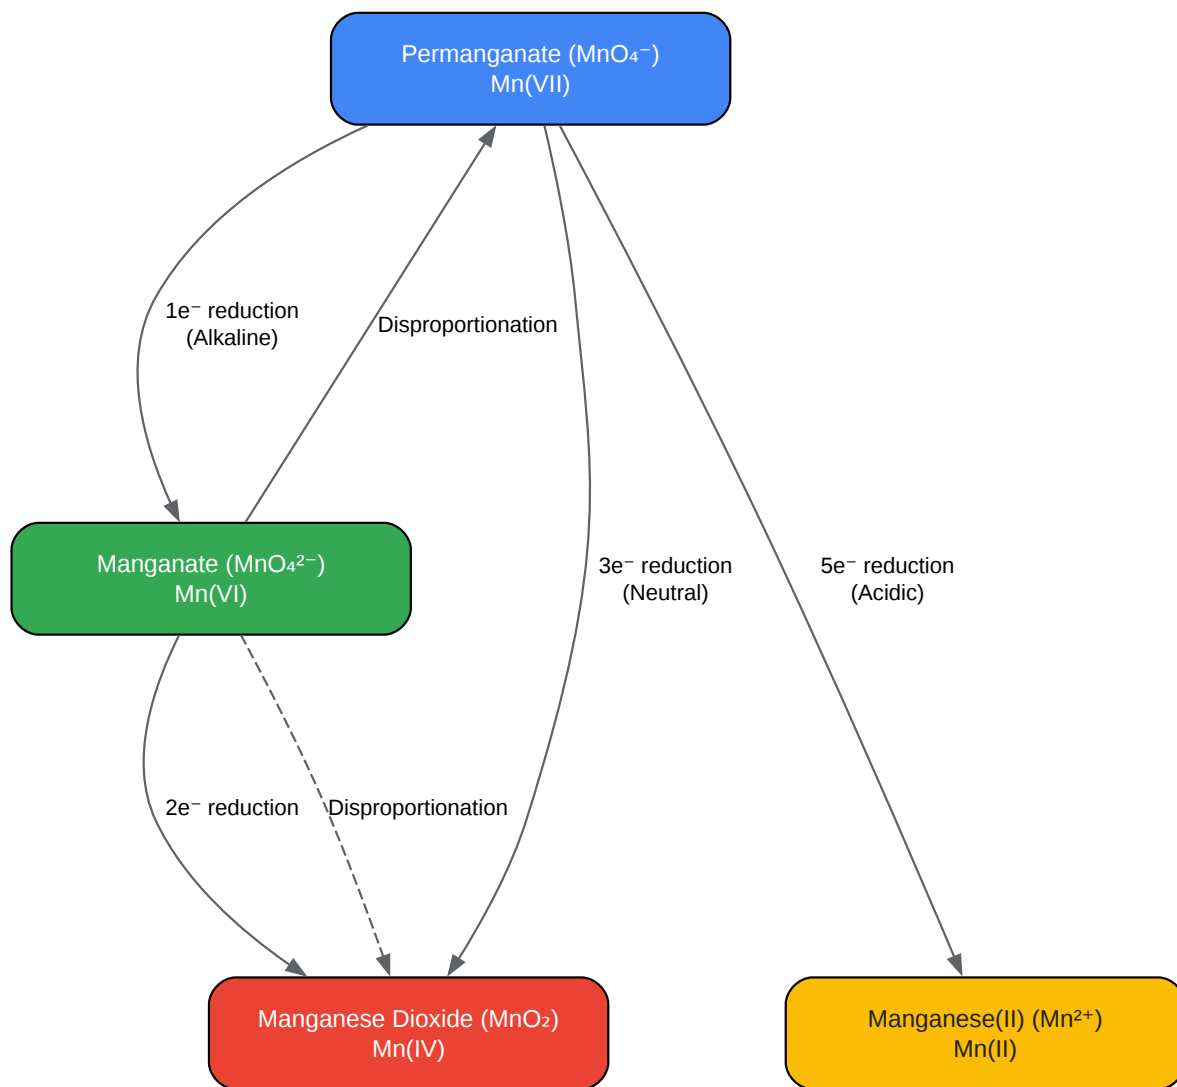 Permanganate (MnO₄⁻)
Mn(VII)
1e⁻ reduction
(Alkaline)
Disproportionation
Manganate (MnO₄²⁻)
Mn(VI)
3e⁻ reduction
(Neutral)
5e⁻ reduction
(Acidic)
2e⁻ reduction
Disproportionation
Manganese Dioxide (MnO₂)
Mn(IV)
Manganese(II) (Mn²⁺)
Mn(II)